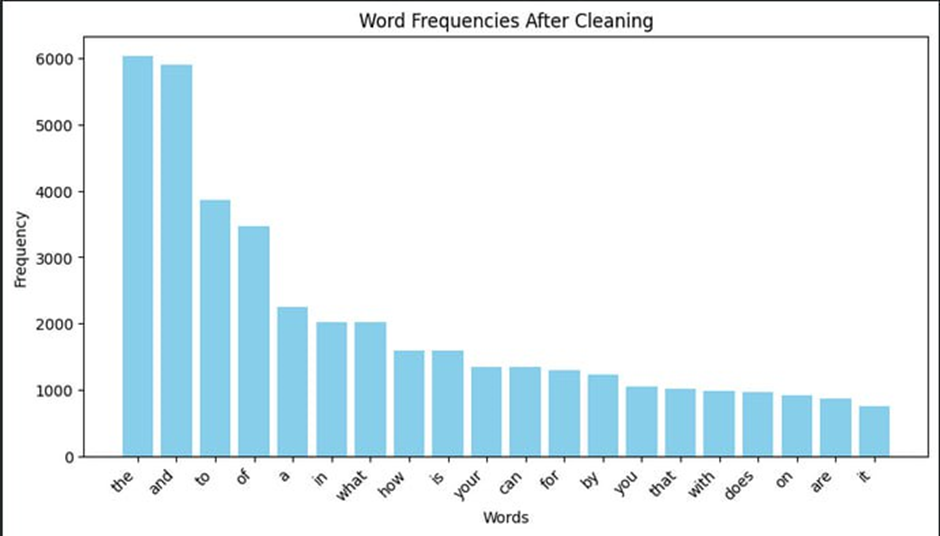 Word Frequencies After Cleaning
6000
5000
4000
3000
2000
1000
0
Frequency
the and to of a in what how is your can for by you that with does on are it
Words